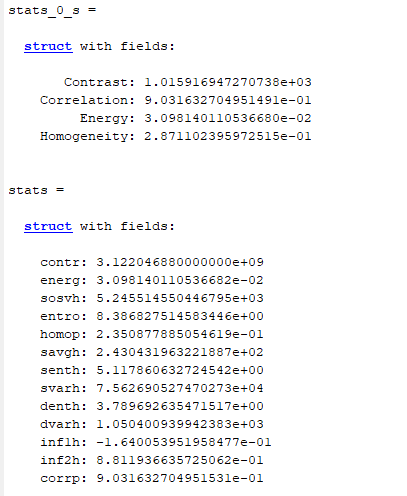 stats_0_s =
struct with fields:
Contrast: 1.015916947270738e+03
Correlation: 9.031632704951491e-01
Energy: 3.098140110536680e-02
Homogeneity: 2.871102395972515e-01
stats =
struct with fields:
contr: 3.122046880000000e+09
energ: 3.098140110536682e-02
sosvh: 5.245514550446795e+03
entro: 8.386827514583446e+00
homop: 2.350877885054619e-01
savgh: 2.430431963221887e+02
senth: 5.117860632724542e+00
svarh: 7.562690527470273e+04
denth: 3.789692635471517e+00
dvarh: 1.050400939942383e+03
inf1h: -1.640053951958477e-01
inf2h: 8.811936635725062e-01
corrp: 9.031632704951531e-01